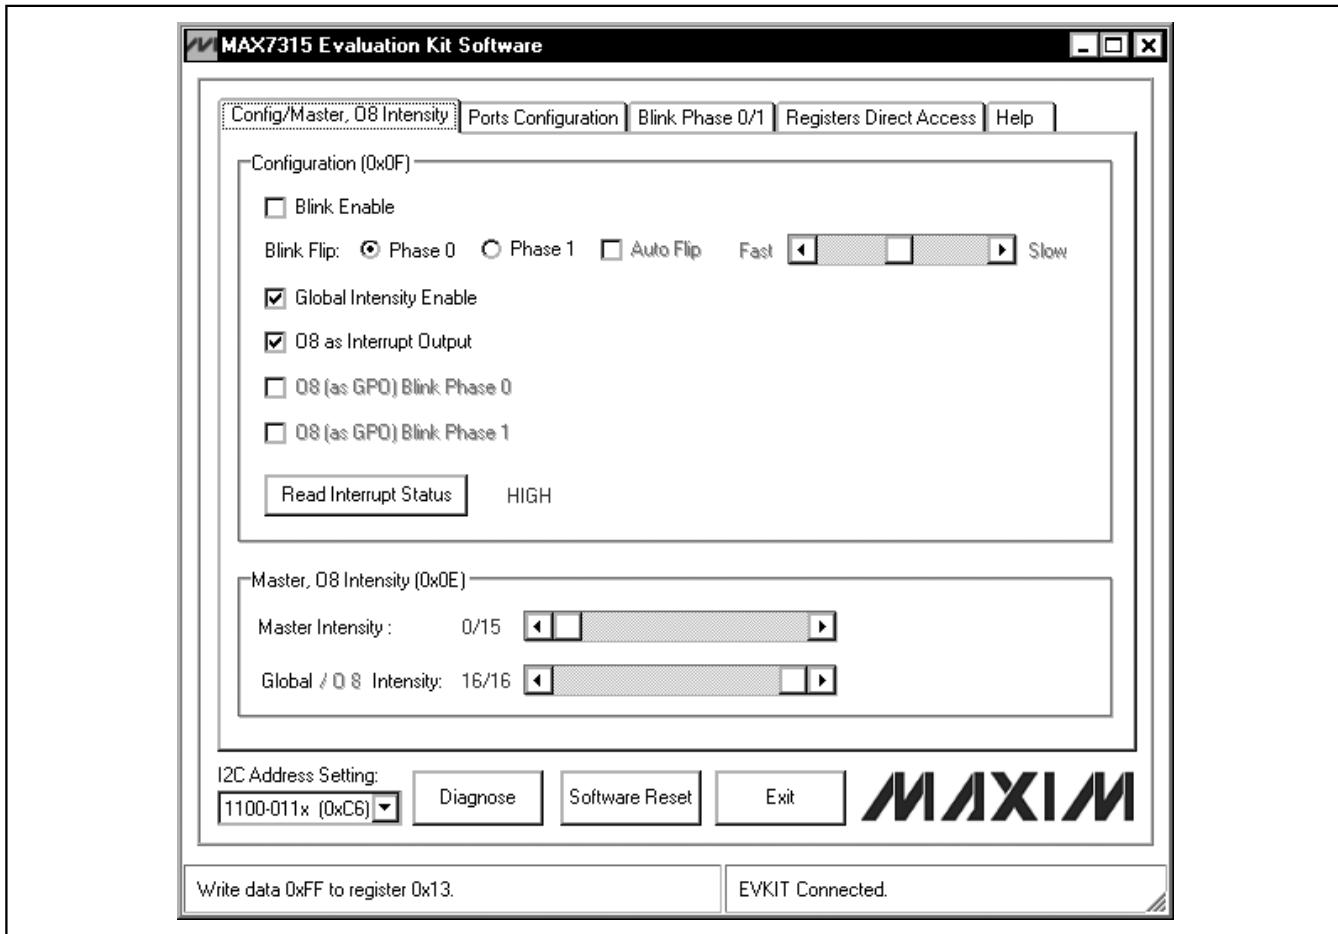 MAX7315 Evaluation Kit Software
Config/Master, O8 Intensity Ports Configuration Blink Phase 0/1 Registers Direct Access Help
Configuration (0x0F)
Blink Enable
Blink Flip: Phase 0 Phase 1 Auto Flip Fast Slow
Global Intensity Enable
O8 as Interrupt Output
O8 (as GPO) Blink Phase 0
O8 (as GPO) Blink Phase 1
Read Interrupt Status HIGH
Master, O8 Intensity (0x0E)
Master Intensity : 0/15
Global / O 8 Intensity: 16/16
I2C Address Setting:
1100-011x (0xC6) Diagnose Software Reset Exit MAXIM
Write data 0xFF to register 0x13. EVKIT Connected.